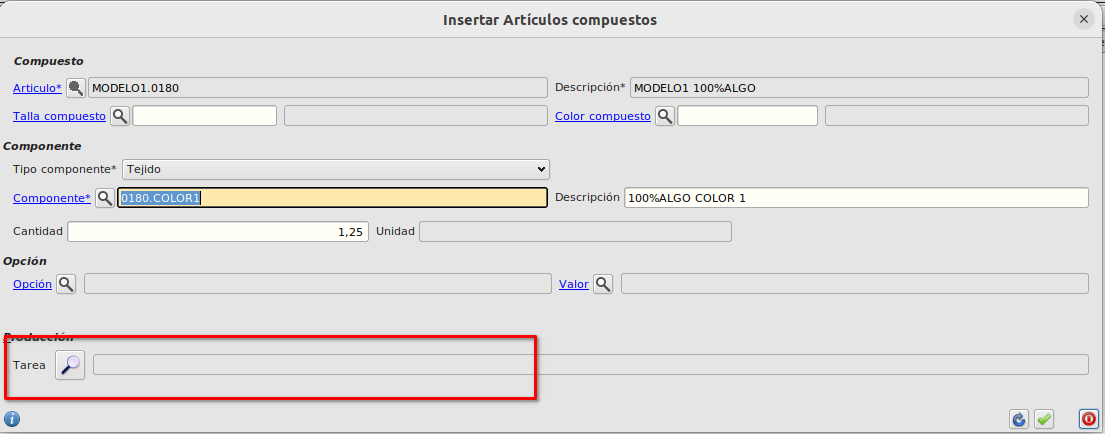 Insertar Artículos compuestos
Compuesto
Articulo* MODELO1.0180 Descripción* MODELO1 100%ALGO
Talla compuesto Color compuesto
Componente
Tipo componente* Tejido
Componente* 0180.COLOR1 Descripción 100%ALGO COLOR 1
Cantidad 1,25 Unidad
Opción
Opción Valor
Producción
Tarea